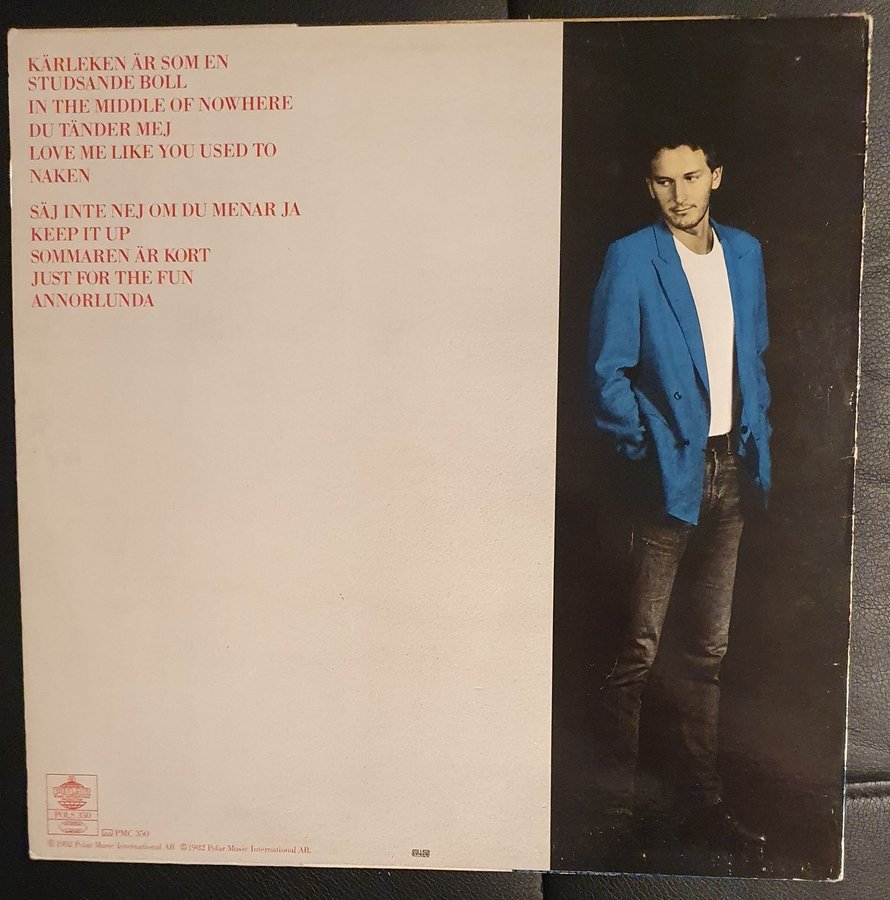 KÄRLEKEN ÄR SOM EN
STUDSANDE BOLL
IN THE MIDDLE OF NOWHERE
DU TÄNDER MEJ
LOVE ME LIKE YOU USED TO
NAKEN
SÄJ INTE NEJ OM DU MENAR JA
KEEP IT UP
SOMMAREN ÄR KORT
JUST FOR THE FUN
ANNORLUNDA
POLS 350
PMC 350
℗ 1982 Polar Music International AB © 1982 Polar Music International AB.